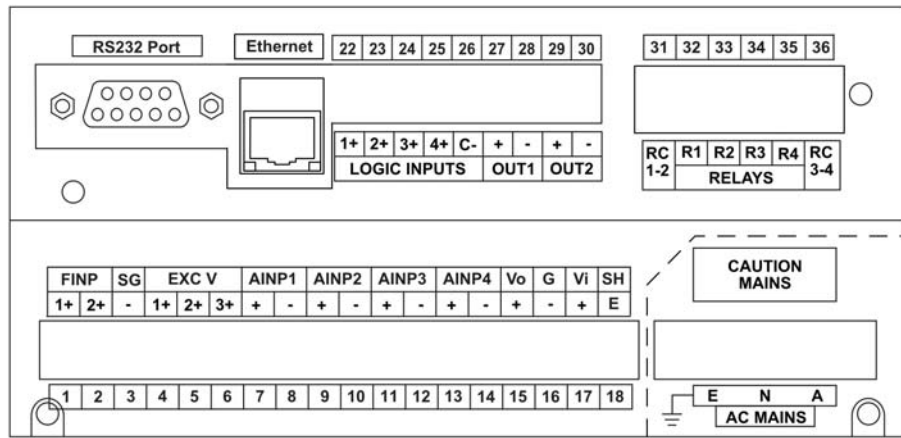 RS232 Port Ethernet 22 23 24 25 26 27 28 29 30 31 32 33 34 35 36
1+ 2+ 3+ 4+ C- + - + - RC 1-2 R1 R2 R3 R4 RC 3-4
LOGIC INPUTS OUT1 OUT2 RELAYS
CAUTION
MAINS
FINP SG EXC V AINP1 AINP2 AINP3 AINP4 Vo G Vi SH
1+ 2+ - 1+ 2+ 3+ + - + - + - + - + - + E
1 2 3 4 5 6 7 8 9 10 11 12 13 14 15 16 17 18
E N A
AC MAINS